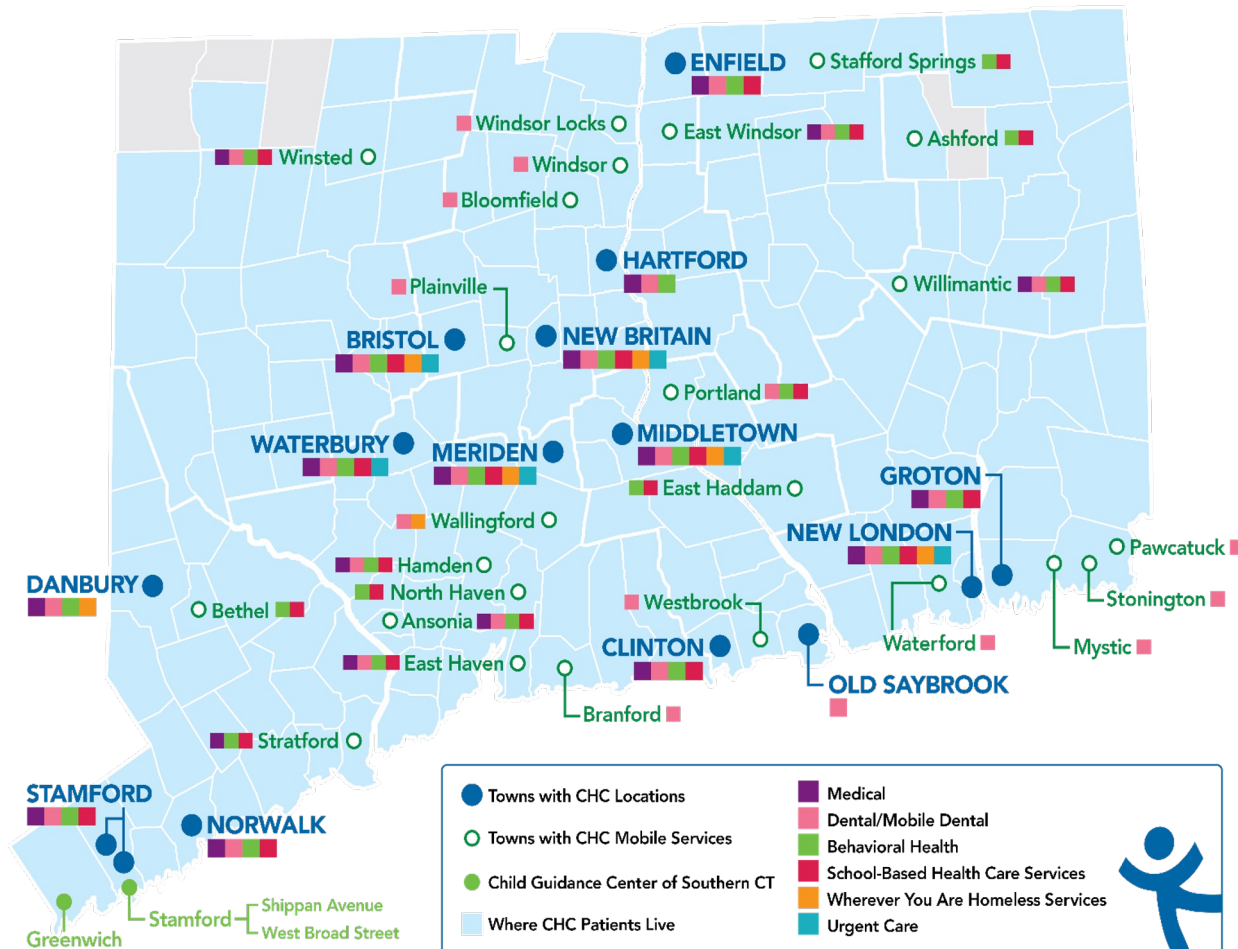 ENFIELD
Stafford Springs
Windsor Locks
East Windsor
Ashford
Winsted
Windsor
Bloomfield
HARTFORD
Plainville
Willimantic
BRISTOL
NEW BRITAIN
Portland
WATERBURY
MERIDEN
MIDDLETOWN
East Haddam
GROTON
Wallingford
NEW LONDON
Pawcatuck
Hamden
DANBURY
North Haven
Bethel
Westbrook
Stonington
Ansonia
Waterford
Mystic
East Haven
CLINTON
OLD SAYBROOK
Branford
Stratford
STAMFORD
NORWALK
Greenwich
Stamford
Shippan Avenue
West Broad Street
Towns with CHC Locations
Towns with CHC Mobile Services
Child Guidance Center of Southern CT
Where CHC Patients Live
Medical
Dental/Mobile Dental
Behavioral Health
School-Based Health Care Services
Wherever You Are Homeless Services
Urgent Care